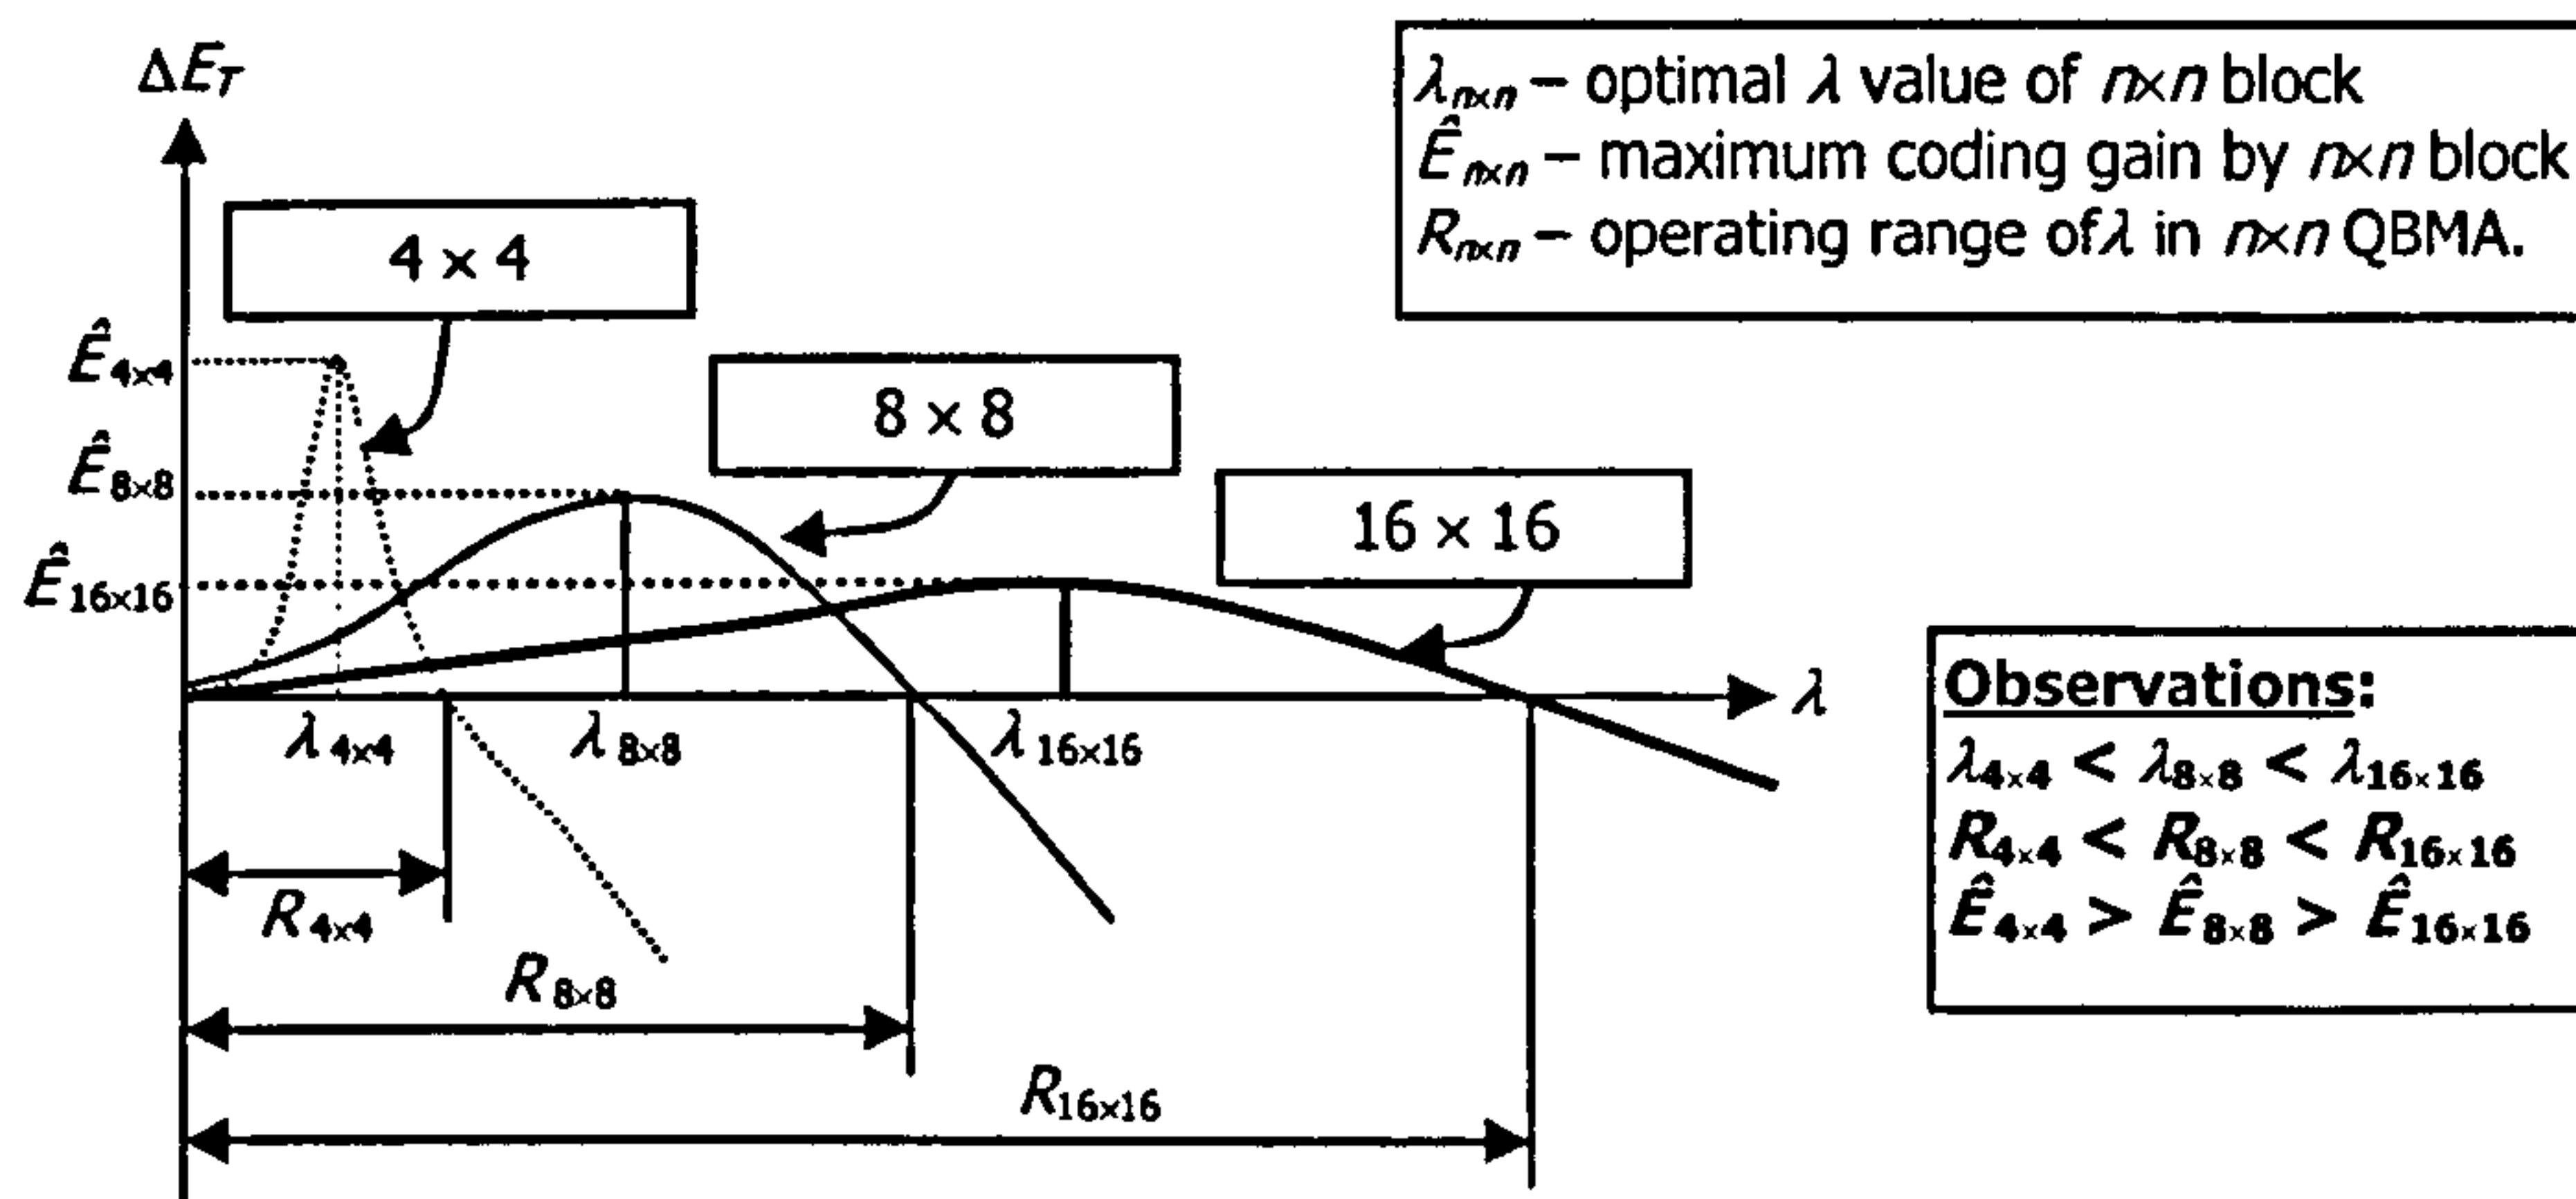 ΔE_T
λ_n×n – optimal λ value of n×n block
Ê_n×n – maximum coding gain by n×n block
R_n×n – operating range of λ in n×n QBMA.
4 × 4
Ê_4×4
8 × 8
Ê_8×8
16 × 16
Ê_16×16
λ
λ_4×4
λ_8×8
λ_16×16
Observations:
λ_4×4 < λ_8×8 < λ_16×16
R_4×4 < R_8×8 < R_16×16
Ê_4×4 > Ê_8×8 > Ê_16×16
R_4×4
R_8×8
R_16×16